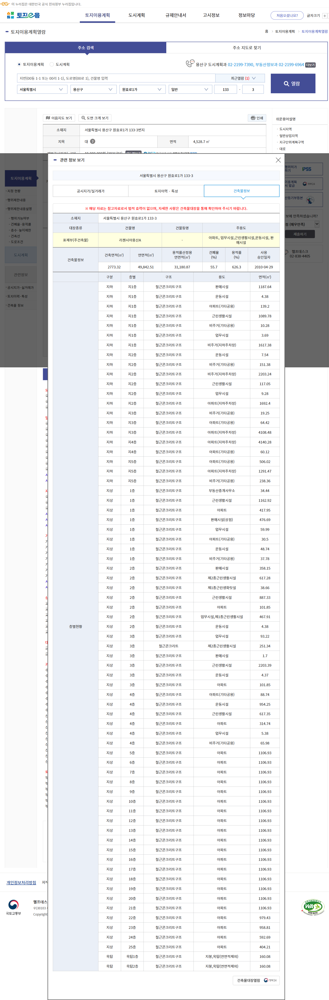 이 누리집은 대한민국 공식 전자정부 누리집입니다.
토지e음
토지이용계획 도시계획 규제안내서 고시정보 정보마당 처음오셨나요? 글자크기 +
토지이용계획열람
홈 > 토지이용계획 > 토지이용계획열람
주소 검색 주소 지도로 찾기
토지이용계획 도시계획
용산구 도시계획과 02-2199-7390, 부동산정보과 02-2199-6964 더보기
지번(00동 1-1 또는 00리 1-1), 도로명(00로 1), 건물명 입력 최근열람 (1)
열람
서울특별시 용산구 원효로1가 일반 133 - 3
이음지도 보기 도면 크게 보기 인쇄
소재지 서울특별시 용산구 원효로1가 133-3번지
지목 대 ? 면적 4,528.7 ㎡
쉬운용어설명
도시지역
일반상업지역
지구단위계획구역
대로
토지이용계획
지정 현황
행위제한내용
행위제한내용설명
- 행위가능여부
- 건폐율·용적률
- 층수·높이제한
- 건축선
- 도로조건
도시계획
관련정보
공시지가·실거래가
토지이력·특성
건축물 정보
행위허가
하기 IPSS
이용계획
서 발급 정부24
산등기부등본
보에 만족하셨습니까?
점 (매우만족)
제출하기
헬프데스크
02-838-4405
관련 정보 보기
서울특별시 용산구 원효로1가 133-3
공시지가/실거래가 토지이력 · 특성 건축물정보
※ 해당 자료는 참고자료로서 법적 효력이 없으며, 자세한 사항은 건축물대장을 통해 확인하여 주시기 바랍니다.
소재지 서울특별시 용산구 원효로1가 133-3
대장종류 건물명 건물동명 주용도
표제부(주건축물) 리첸시아용산A - 아파트, 업무시설,근린생활시설,운동시설, 판
매시설
건축물정보 건축면적(㎡) 연면적(㎡) 용적률산정용
연면적(㎡) 건폐율
(%) 용적률
(%) 사용
승인일자
2773.32 49,842.51 31,180.87 55.7 626.3 2010-04-29
구분 층별 구조 용도 면적(㎡)
지하 지1층 철근콘크리트구조 판매시설 1187.64
지하 지1층 철근콘크리트구조 운동시설 4.38
지하 지1층 철근콘크리트구조 아파트(기타공용) 139.2
지하 지1층 철근콘크리트구조 근린생활시설 1089.78
지하 지1층 철근콘크리트구조 비주거(기타공용) 10.28
지하 지1층 철근콘크리트구조 업무시설 3.69
지하 지1층 철근콘크리트구조 비주거(지하주차장) 1617.38
지하 지2층 철근콘크리트구조 운동시설 7.54
지하 지2층 철근콘크리트구조 비주거(기타공용) 151.38
지하 지2층 철근콘크리트구조 비주거(지하주차장) 2203.24
지하 지2층 철근콘크리트구조 근린생활시설 117.05
지하 지2층 철근콘크리트구조 업무시설 9.28
지하 지2층 철근콘크리트구조 아파트(지하주차장) 1692.4
지하 지3층 철근콘크리트구조 비주거(기타공용) 19.25
지하 지3층 철근콘크리트구조 아파트(기타공용) 64.42
지하 지3층 철근콘크리트구조 아파트(지하주차장) 4108.48
지하 지4층 철근콘크리트구조 아파트(지하주차장) 4140.28
지하 지4층 철근콘크리트구조 아파트(기타공용) 60.12
지하 지5층 철근콘크리트구조 아파트(기타공용) 506.02
지하 지5층 철근콘크리트구조 아파트(지하주차장) 1291.47
지하 지5층 철근콘크리트구조 비주거(기타공용) 238.36
지상 1층 철근콘크리트구조 부동산중개사무소 34.44
지상 1층 철근콘크리트구조 근린생활시설 1162.92
지상 1층 철근콘크리트구조 아파트 417.95
지상 1층 철근콘크리트구조 판매시설(상점) 476.69
지상 1층 철근콘크리트구조 업무시설 59.99
지상 1층 철근콘크리트구조 아파트(기타공용) 30.5
지상 1층 철근콘크리트구조 운동시설 48.74
지상 1층 철근콘크리트구조 비주거(기타공용) 37.78
지상 2층 철근콘크리트구조 판매시설 358.15
지상 2층 철근콘크리트구조 제2종근린생활시설 617.28
지상 2층 철근콘크리트구조 제1종근린생화릿설 38.66
지상 2층 철근콘크리트구조 근린생활시설 887.33
지상 2층 철근콘크리트구조 아파트 101.85
지상 2층 철근콘크리트구조 업무시설,제1종근린생활시설 467.91
층별현황 지상 2층 철근콘크리트구조 운동시설 4.38
지상 3층 철근콘크리트구조 업무시설 93.22
지상 3층 철근콘크리트 제2종근린생활시설 251.34
지상 3층 철근콘크리트구조 판매시설 1.7
지상 3층 철근콘크리트구조 근린생활시설 2203.39
지상 3층 철근콘크리트구조 운동시설 4.37
지상 3층 철근콘크리트구조 아파트 101.85
지상 4층 철근콘크리트구조 아파트(기타공용) 88.74
지상 4층 철근콘크리트구조 운동시설 954.25
지상 4층 철근콘크리트구조 근린생활시설 617.35
지상 4층 철근콘크리트구조 아파트 314.74
지상 4층 철근콘크리트구조 업무시설 5.38
지상 4층 철근콘크리트구조 비주거(기타공용) 65.98
지상 5층 철근콘크리트구조 아파트 1106.93
지상 6층 철근콘크리트구조 아파트 1106.93
지상 7층 철근콘크리트구조 아파트 1106.93
지상 8층 철근콘크리트구조 아파트 1106.93
지상 9층 철근콘크리트구조 아파트 1106.93
지상 10층 철근콘크리트구조 아파트 1106.93
지상 11층 철근콘크리트구조 아파트 1106.93
지상 12층 철근콘크리트구조 아파트 1106.93
지상 13층 철근콘크리트구조 아파트 1106.93
지상 14층 철근콘크리트구조 아파트 1106.93
지상 15층 철근콘크리트구조 아파트 1106.93
지상 16층 철근콘크리트구조 아파트 1106.93
지상 17층 철근콘크리트구조 아파트 1106.93
지상 18층 철근콘크리트구조 아파트 1106.93
지상 19층 철근콘크리트구조 아파트 1106.93
지상 20층 철근콘크리트구조 아파트 1106.93
지상 21층 철근콘크리트구조 아파트 1106.93
지상 22층 철근콘크리트구조 아파트 979.43
지상 23층 철근콘크리트구조 아파트 958.81
지상 24층 철근콘크리트구조 아파트 592.69
지상 25층 철근콘크리트구조 아파트 404.21
옥탑 옥탑1층 철근콘크리트구조 지붕,옥탑(연면적제외) 160.08
옥탑 옥탑2층 철근콘크리트구조 지붕,옥탑(연면적제외) 160.08
건축물대장열람 정부24
개인정보처리방침 저작
국토교통부
헬프데스
우)30103
Copyright
WA
WEB 접근성